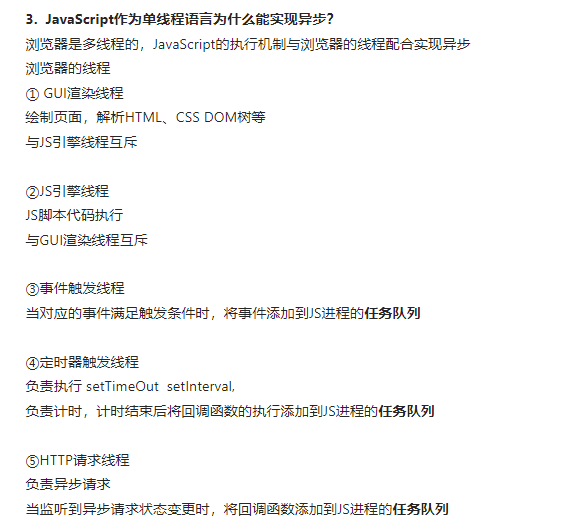 3. JavaScript作为单线程语言为什么能实现异步?
浏览器是多线程的，JavaScript的执行机制与浏览器的线程配合实现异步
浏览器的线程
① GUI渲染线程
绘制页面，解析HTML、CSS DOM树等
与JS引擎线程互斥
②JS引擎线程
JS脚本代码执行
与GUI渲染线程互斥
③事件触发线程
当对应的事件满足触发条件时，将事件添加到JS进程的任务队列
④定时器触发线程
负责执行 setTimeOut setInterval,
负责计时，计时结束后将回调函数的执行添加到JS进程的任务队列
⑤HTTP请求线程
负责异步请求
当监听到异步请求状态变更时，将回调函数添加到JS进程的任务队列